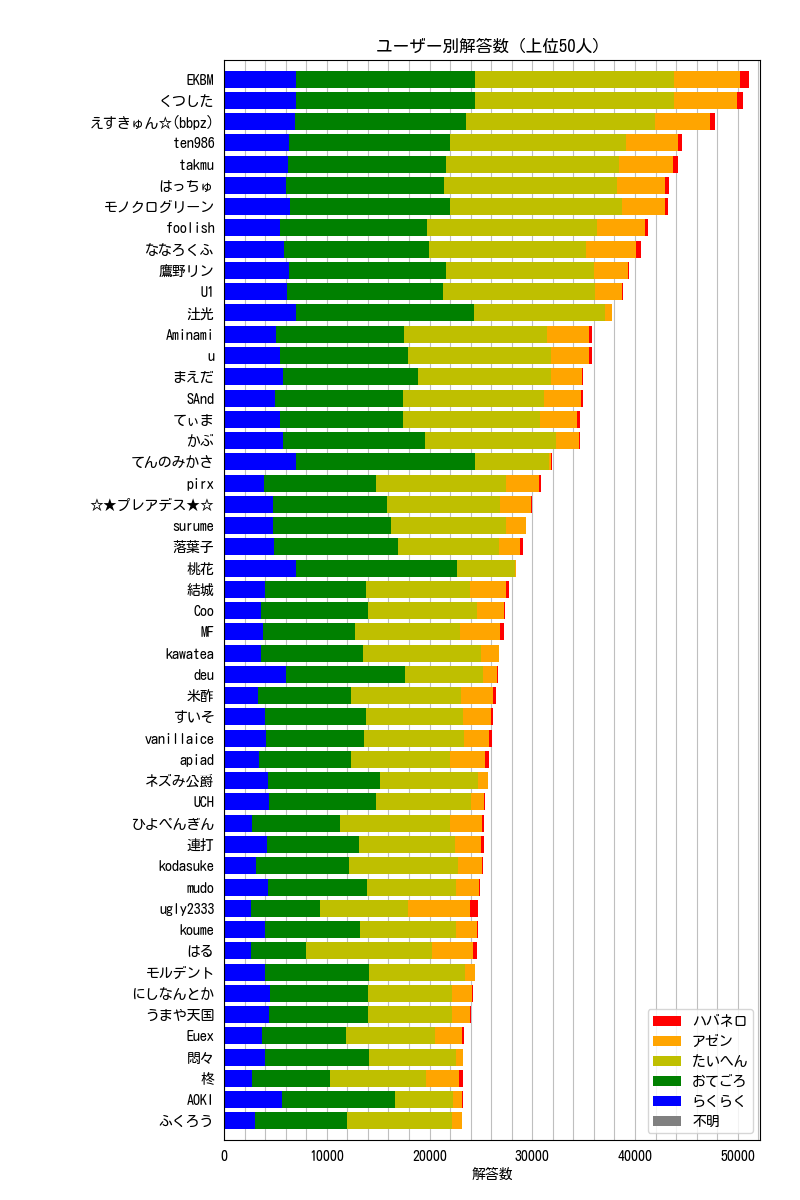 ユーザー別解答数 (上位50人)
EKBM
くつした
えすきゅん☆(bbpz)
ten986
takmu
はっちゅ
モノクログリーン
foolish
ななろくふ
鷹野リン
U1
汢光
Aminami
u
まえだ
SAnd
てぃま
かぶ
てんのみかさ
pirx
☆★プレアデス★☆
surume
落葉子
桃花
結城
Coo
MF
kawatea
deu
米酢
すいそ
vanillaice
apiad
ネズみ公爵
UCH
ひよぺんぎん
連打
kodasuke
mudo
ugly2333
koume
はる
モルデント
にしなんとか
うまや天国
Euex
悶々
柊
AOKI
ふくろう
ハバネロ
アゼン
たいへん
おてごろ
らくらく
不明
0 10000 20000 30000 40000 50000
解答数